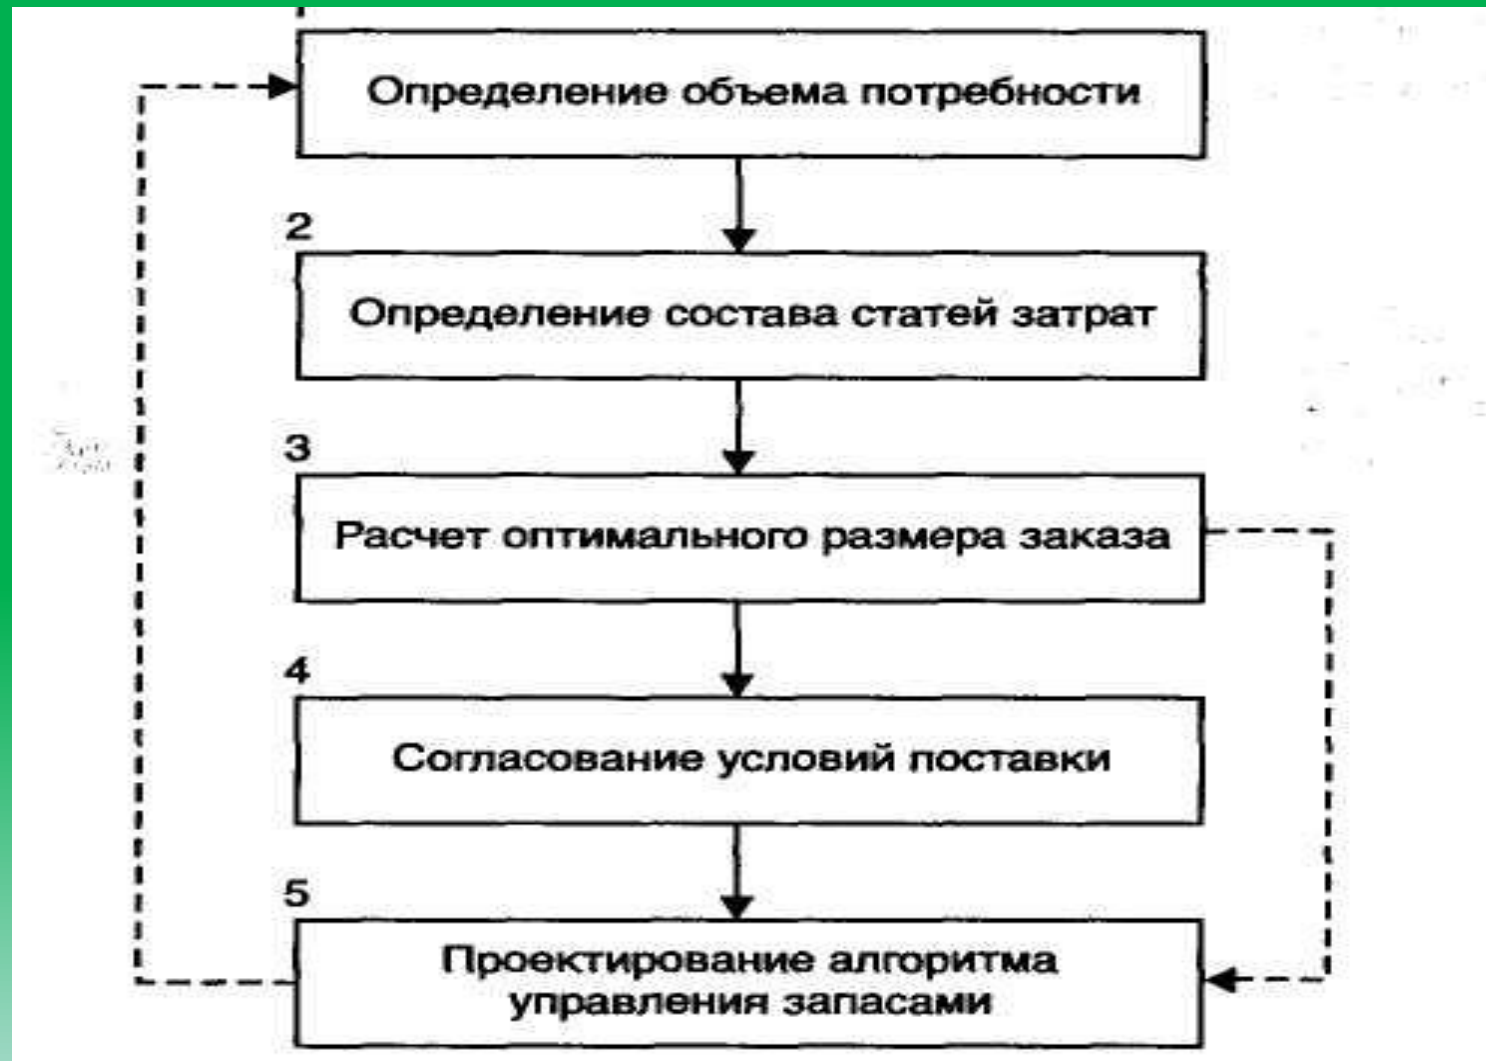 Определение объема потребности
2
Определение состава статей затрат
3
Расчет оптимального размера заказа
4
Согласование условий поставки
5
Проектирование алгоритма
управления запасами